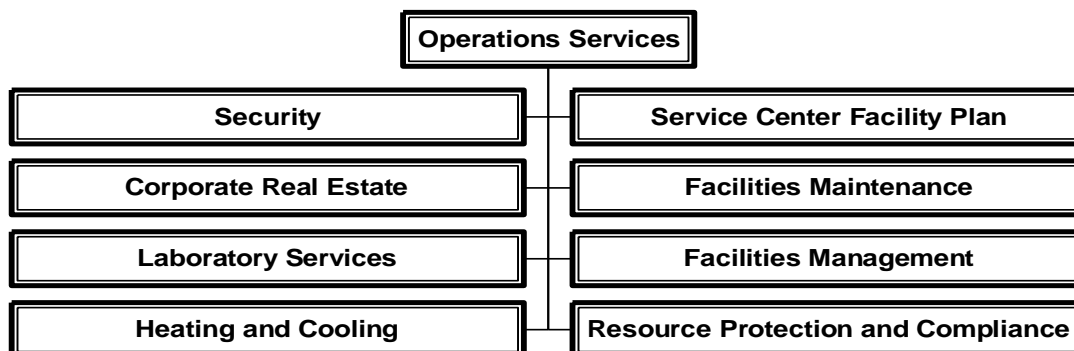 Operations Services
Security
Service Center Facility Plan
Corporate Real Estate
Facilities Maintenance
Laboratory Services
Facilities Management
Heating and Cooling
Resource Protection and Compliance